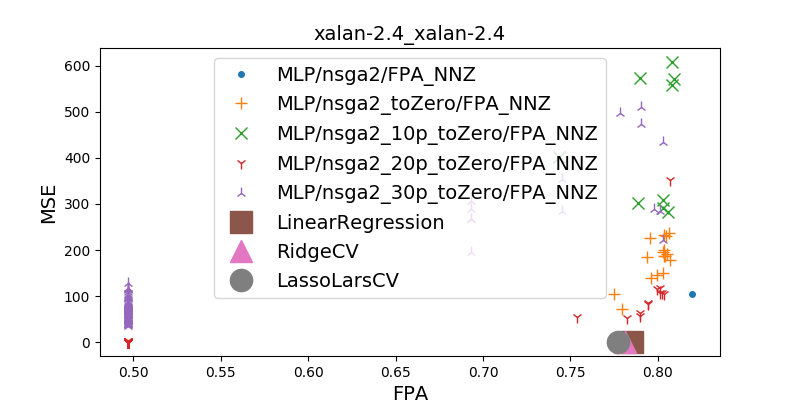 xalan-2.4_xalan-2.4
MSE
600
500
400
300
200
100
0
MLP/nsga2/FPA_NNZ
MLP/nsga2_toZero/FPA_NNZ
MLP/nsga2_10p_toZero/FPA_NNZ
MLP/nsga2_20p_toZero/FPA_NNZ
MLP/nsga2_30p_toZero/FPA_NNZ
LinearRegression
RidgeCV
LassoLarsCV
0.50 0.55 0.60 0.65 0.70 0.75 0.80
FPA